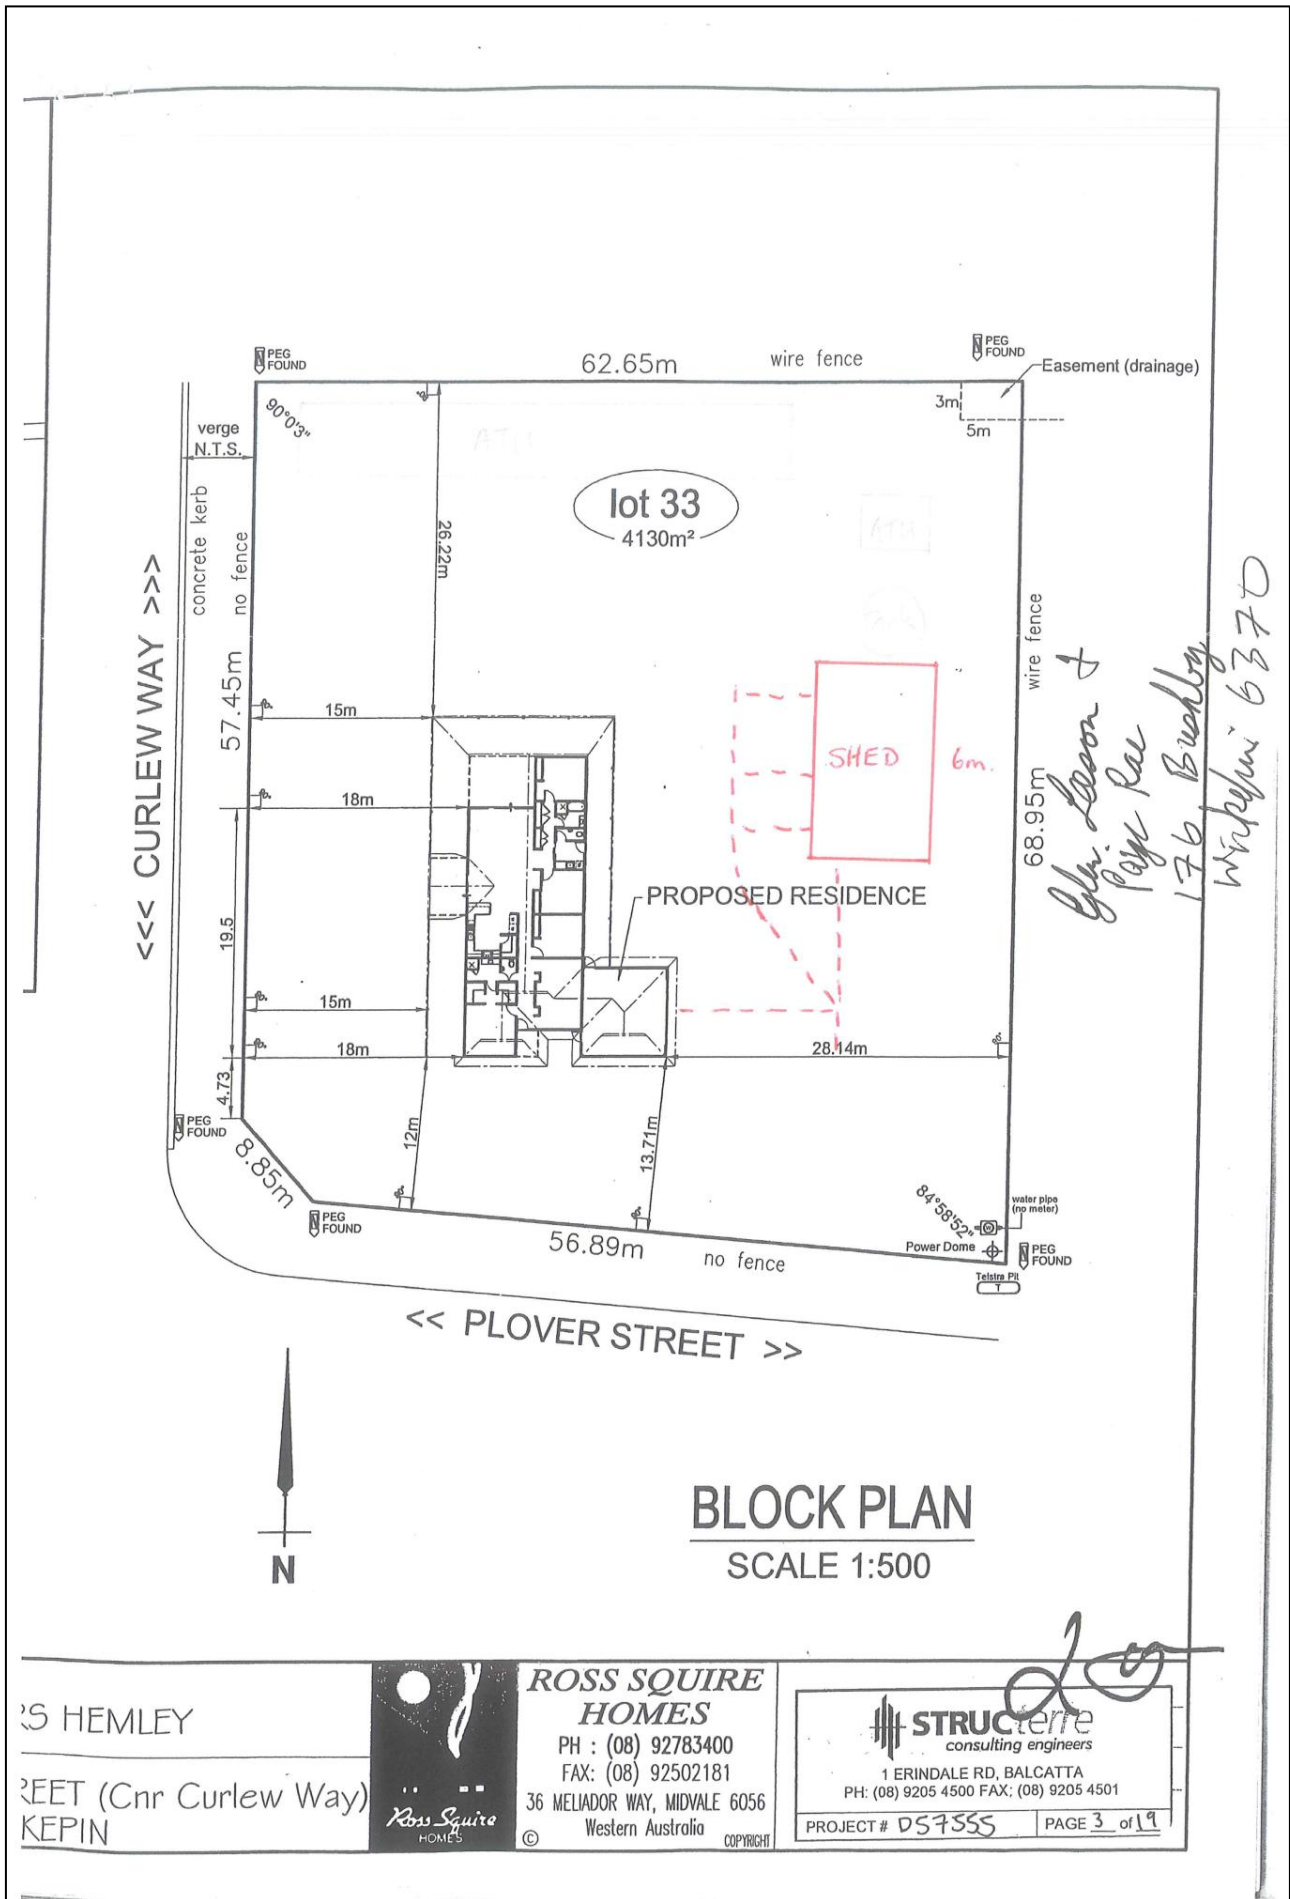 PEG
FOUND
62.65m
wire fence
PEG
FOUND
Easement (drainage)
90°0'3"
3m
5m
verge
N.T.S.
ATU
lot 33
4130m²
ATU
concrete kerb
no fence
26.22m
<<< CURLEW WAY >>>
57.45m
wire fence
68.95m
15m
18m
SHED
6m.
176
6370
PROPOSED RESIDENCE
19.5
15m
18m
28.14m
4.73
PEG
FOUND
8.85m
12m
13.71m
PEG
FOUND
56.89m
no fence
84°58'52"
water pipe
(no meter)
W
Power Dome
PEG
FOUND
Telstra Pit
T
<< PLOVER STREET >>
N
BLOCK PLAN
SCALE 1:500
RS HEMLEY
REET (Cnr Curlew Way)
KEPIN
Ross Squire
HOMES
ROSS SQUIRE
HOMES
PH : (08) 92783400
FAX: (08) 92502181
36 MELIADOR WAY, MIDVALE 6056
Western Australia
© COPYRIGHT
STRUCterre
consulting engineers
1 ERINDALE RD, BALCATTA
PH: (08) 9205 4500 FAX; (08) 9205 4501
PROJECT # D57555
PAGE 3 of 19